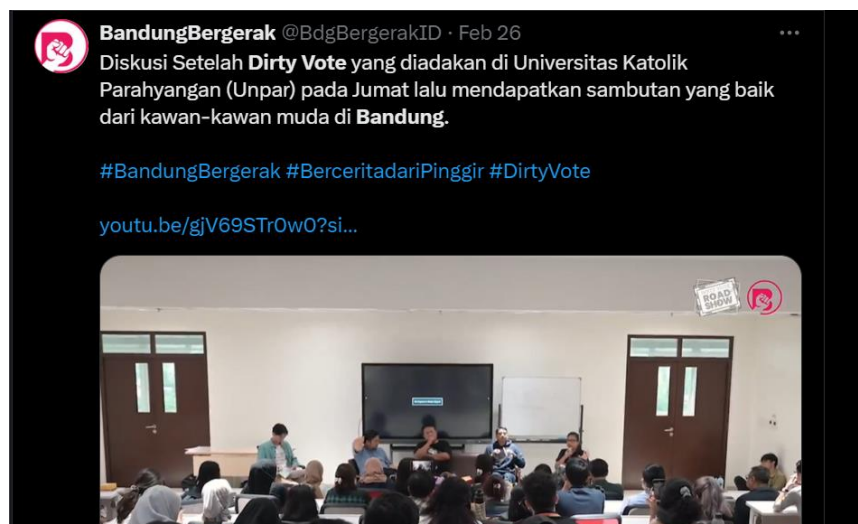 BandungBergerak @BdgBergerakID · Feb 26 ...
Diskusi Setelah Dirty Vote yang diadakan di Universitas Katolik
Parahyangan (Unpar) pada Jumat lalu mendapatkan sambutan yang baik
dari kawan-kawan muda di Bandung.
#BandungBergerak #BerceritadariPinggir #DirtyVote
youtu.be/gjV69STr0w0?si...
ROAD
SHOW